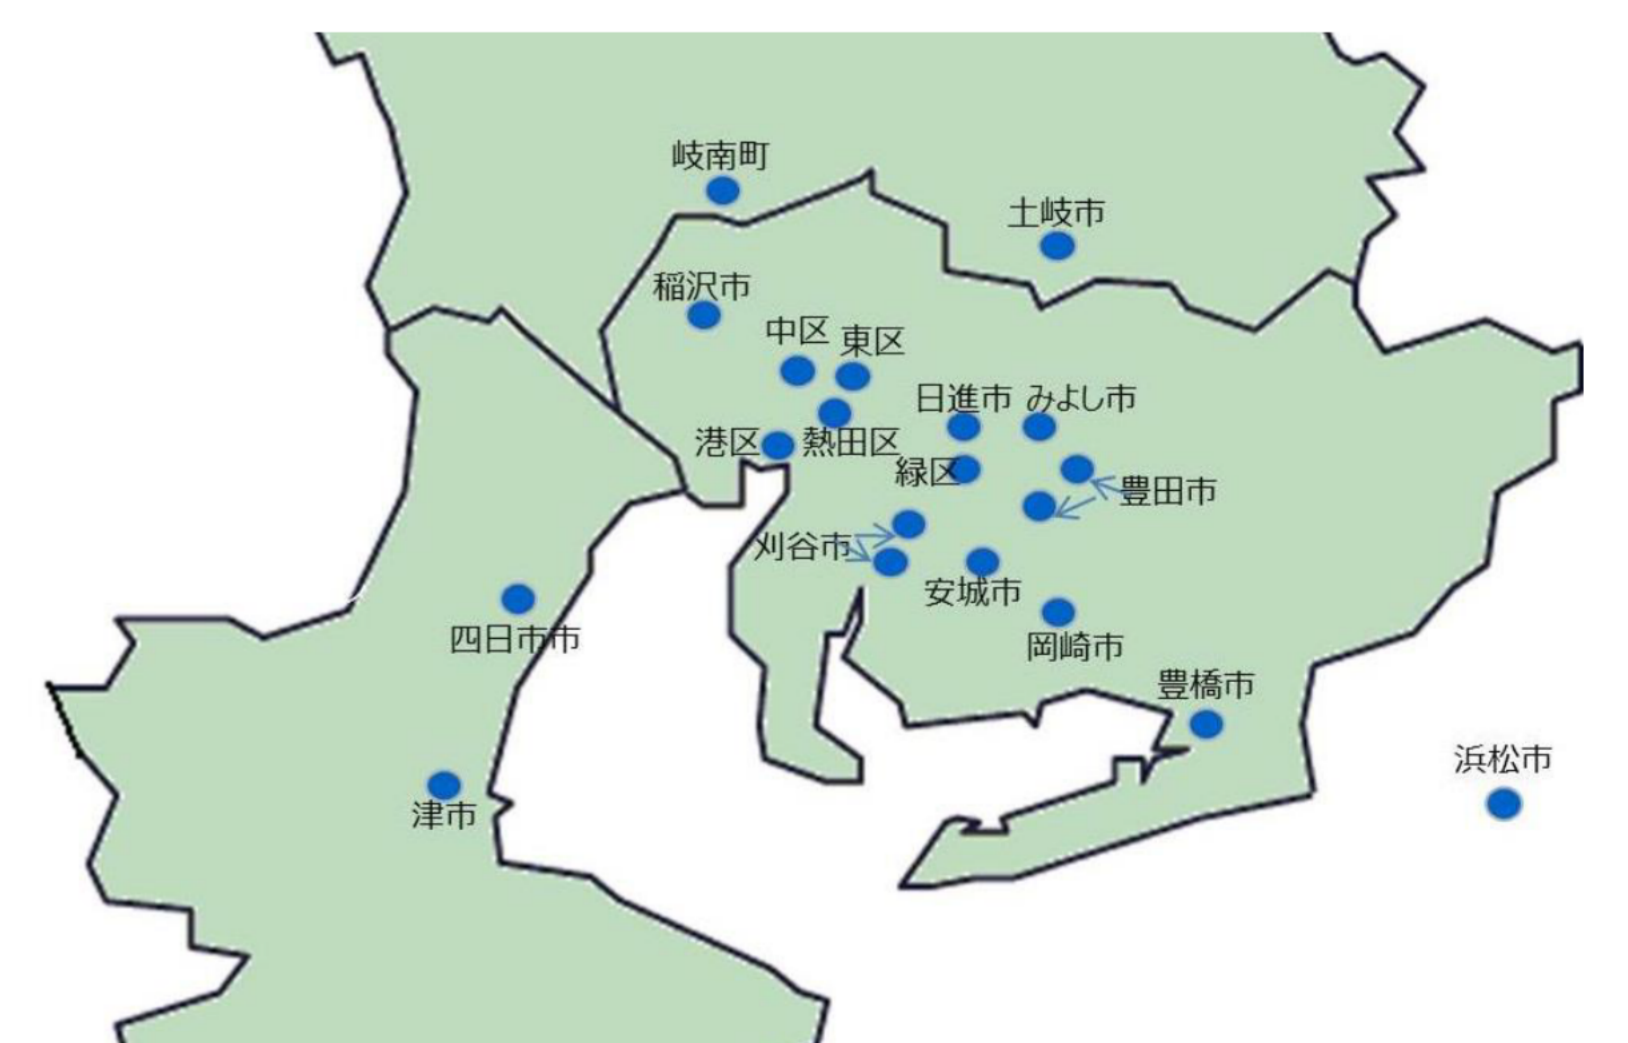 岐南町
土岐市
稲沢市
中区
東区
日進市
みよし市
港区
熱田区
緑区
豊田市
刈谷市
安城市
四日市市
岡崎市
豊橋市
浜松市
津市